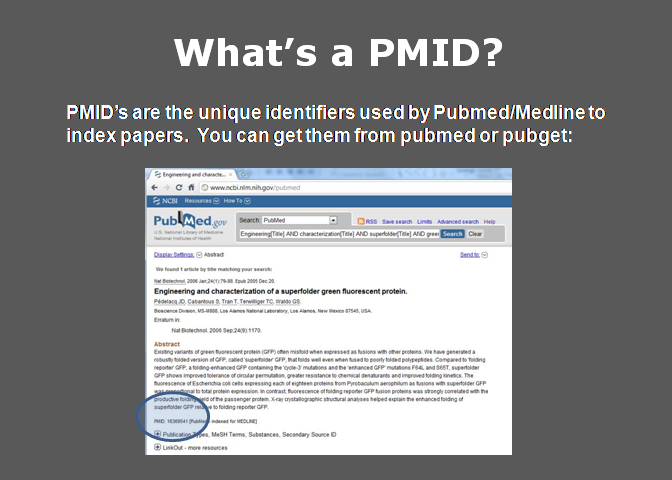 What's a PMID?
PMID's are the unique identifiers used by Pubmed/Medline to
index papers. You can get them from pubmed or pubget:
Engineering and characte...
www.ncbi.nlm.nih.gov/pubmed
NCBI Resources How To
PubMed.gov
U.S. National Library of Medicine
National Institutes of Health
Search: PubMed
RSS Save search Limits Advanced search Help
Engineering[Title] AND characterization[Title] AND superfolder[Title] AND gree
Search Clear
Display Settings: Abstract
Send to:
We found 1 article by title matching your search:
Nat Biotechnol. 2006 Jan;24(1):79-88. Epub 2005 Dec 20.
Engineering and characterization of a superfolder green fluorescent protein.
Pédelacq JD, Cabantous S, Tran T, Terwilliger TC, Waldo GS.
Bioscience Division, MS-M888, Los Alamos National Laboratory, Los Alamos, New Mexico 87545, USA.
Erratum in:
Nat Biotechnol. 2006 Sep;24(9):1170.
Abstract
Existing variants of green fluorescent protein (GFP) often misfold when expressed as fusions with other proteins. We have generated a
robustly folded version of GFP, called 'superfolder' GFP, that folds well even when fused to poorly folded polypeptides. Compared to 'folding
reporter' GFP, a folding-enhanced GFP containing the 'cycle-3' mutations and the 'enhanced GFP' mutations F64L and S65T, superfolder
GFP shows improved tolerance of circular permutation, greater resistance to chemical denaturants and improved folding kinetics. The
fluorescence of Escherichia coli cells expressing each of eighteen proteins from Pyrobaculum aerophilum as fusions with superfolder GFP
was proportional to total protein expression. In contrast, fluorescence of folding reporter GFP fusion proteins was strongly correlated with the
productive folding yield of the passenger protein. X-ray crystallographic structural analyses helped explain the enhanced folding of
superfolder GFP relative to folding reporter GFP.
PMID: 16369541 [PubMed - indexed for MEDLINE]
Publication Types, MeSH Terms, Substances, Secondary Source ID
LinkOut - more resources